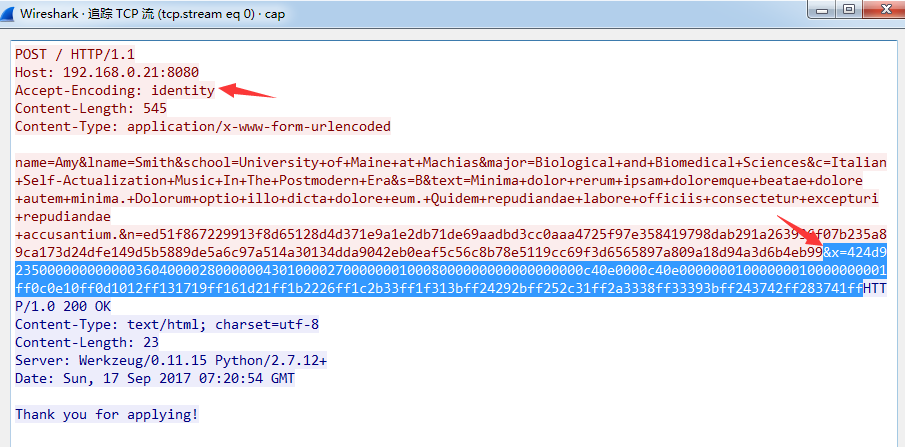 Wireshark · 追踪 TCP 流 (tcp.stream eq 0) · cap
POST / HTTP/1.1
Host: 192.168.0.21:8080
Accept-Encoding: identity
Content-Length: 545
Content-Type: application/x-www-form-urlencoded
name=Amy&lname=Smith&school=University+of+Maine+at+Machias&major=Biological+and+Biomedical+Sciences&c=Italian
+Self-Actualization+Music+In+The+Postmodern+Era&s=B&text=Minima+dolor+rerum+ipsam+doloremque+beatae+dolore
+autem+minima.+Dolorum+optio+illo+dicta+dolore+eum.+Quidem+repudiandae+labore+officiis+consectetur+excepturi
+repudiandae
+accusantium.&n=ed51f867229913f8d65128d4d371e9a1e2db71de69aadbd3cc0aaa4725f97e358419798dab291a2639
f07b235a8
9ca173d24dfe149d5b5889de5a6c97a514a30134dda9042eb0eaf5c56c8b78e5119cc69f3d6565897a809a18d94a3d6b4eb99&x=424d9
235000000000000360400002800000043010000270000000100080000000000000000000c40e0000c40e00000001000000010000000001
ff0c0e10ff0d1012ff131719ff161d21ff1b2226ff1c2b33ff1f313bff24292bff252c31ff2a3338ff33393bff243742ff283741ffHTT
P/1.0 200 OK
Content-Type: text/html; charset=utf-8
Content-Length: 23
Server: Werkzeug/0.11.15 Python/2.7.12+
Date: Sun, 17 Sep 2017 07:20:54 GMT
Thank you for applying!